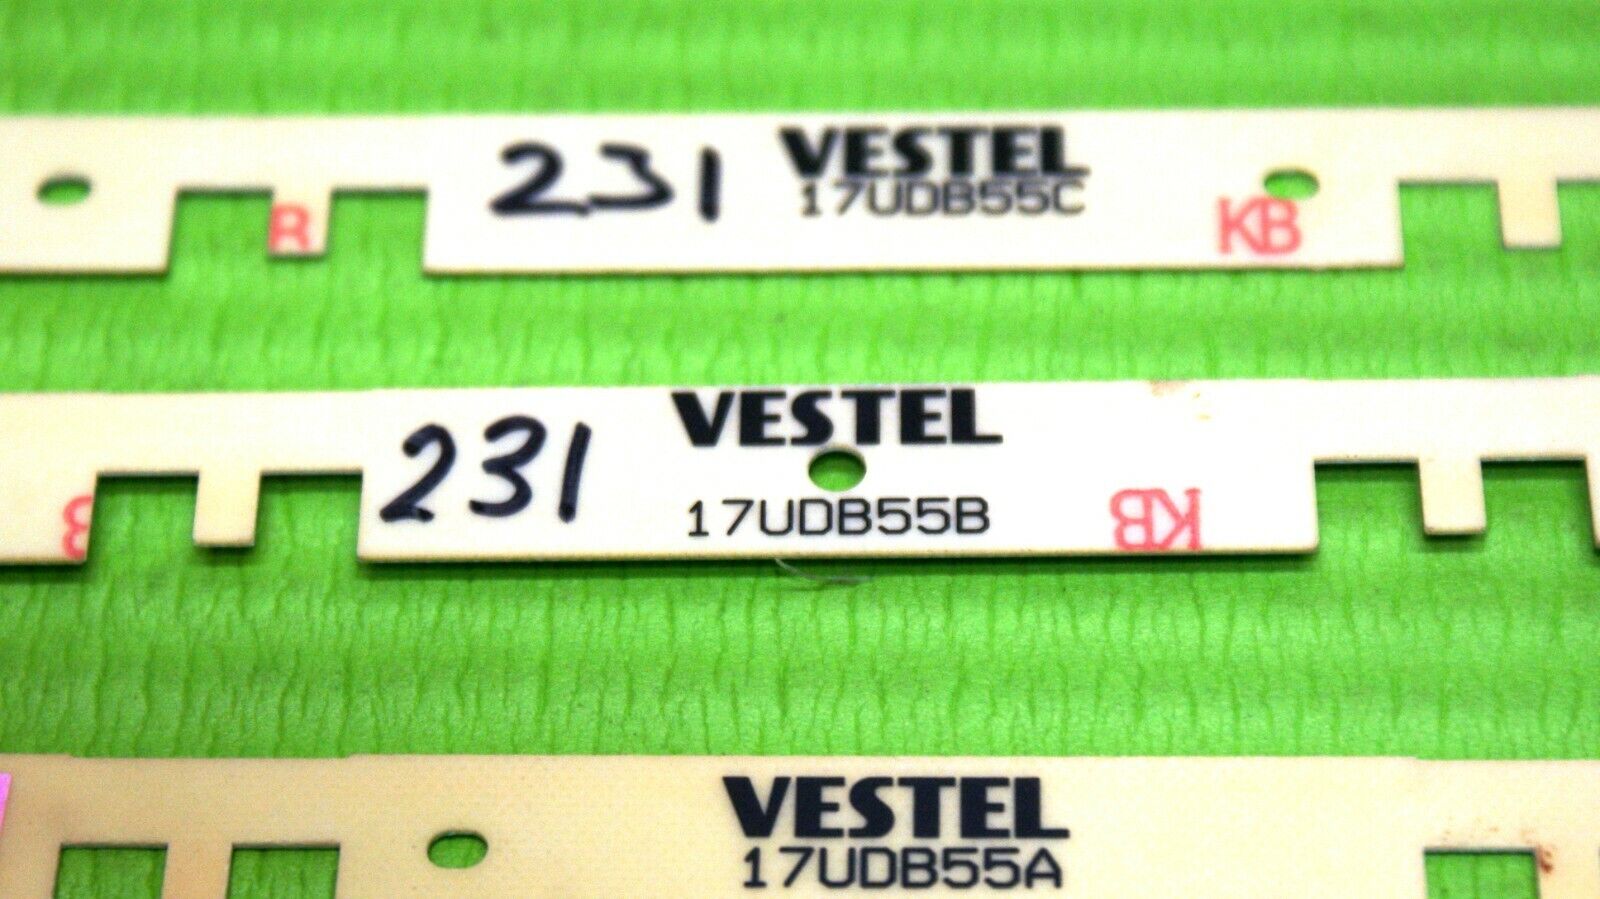 231 VESTEL
17UDB55C
R KB
VESTEL
231
17UDB55B
B KB
VESTEL
17UDB55A